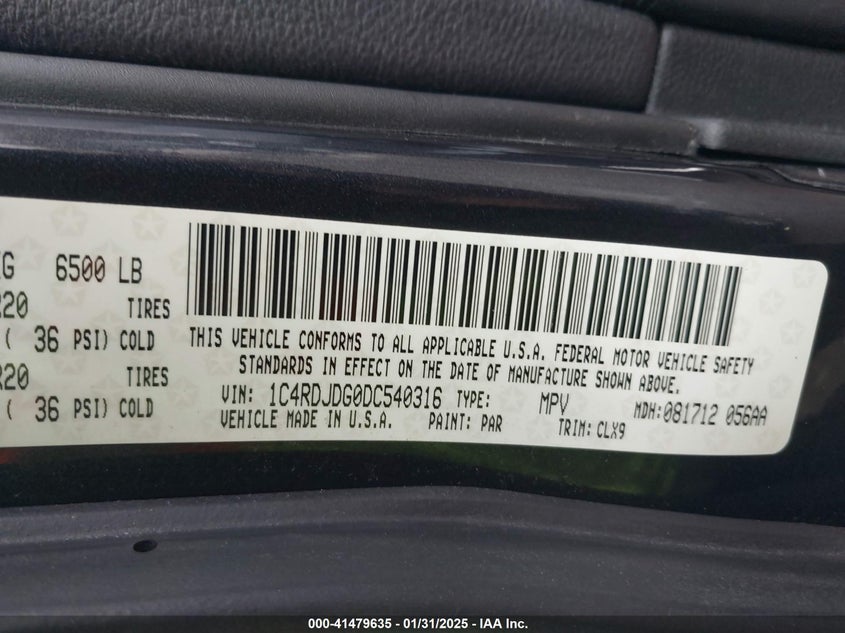 G 6500 LB
R20 TIRES
( 36 PSI) COLD
R20 TIRES
( 36 PSI) COLD
THIS VEHICLE CONFORMS TO ALL APPLICABLE U.S.A. FEDERAL MOTOR VEHICLE SAFETY
STANDARDS IN EFFECT ON THE DATE OF MANUFACTURE SHOWN ABOVE.
VIN: 1C4RDJDG0DC540316 TYPE: MPV MDH: 081712 056AA
VEHICLE MADE IN U.S.A. PAINT: PAR TRIM: CLX9
000-41479635 - 01/31/2025 - IAA Inc.